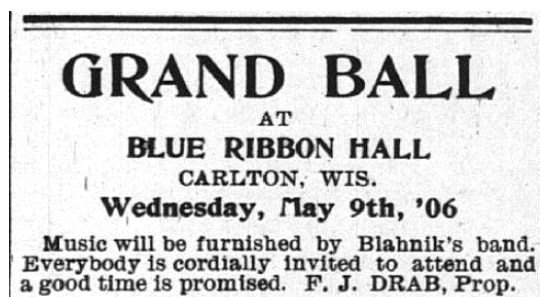 GRAND BALL
AT
BLUE RIBBON HALL
CARLTON, WIS.
Wednesday, May 9th, '06
Music will be furnished by Blahnik's band.
Everybody is cordially invited to attend and
a good time is promised. F. J. DRAB, Prop.